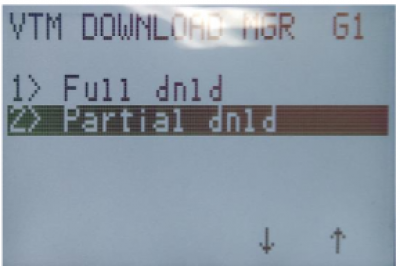 VTM DOWNLOAD MGR G1
1> Full dnld
2> Partial dnld
↓ ↑